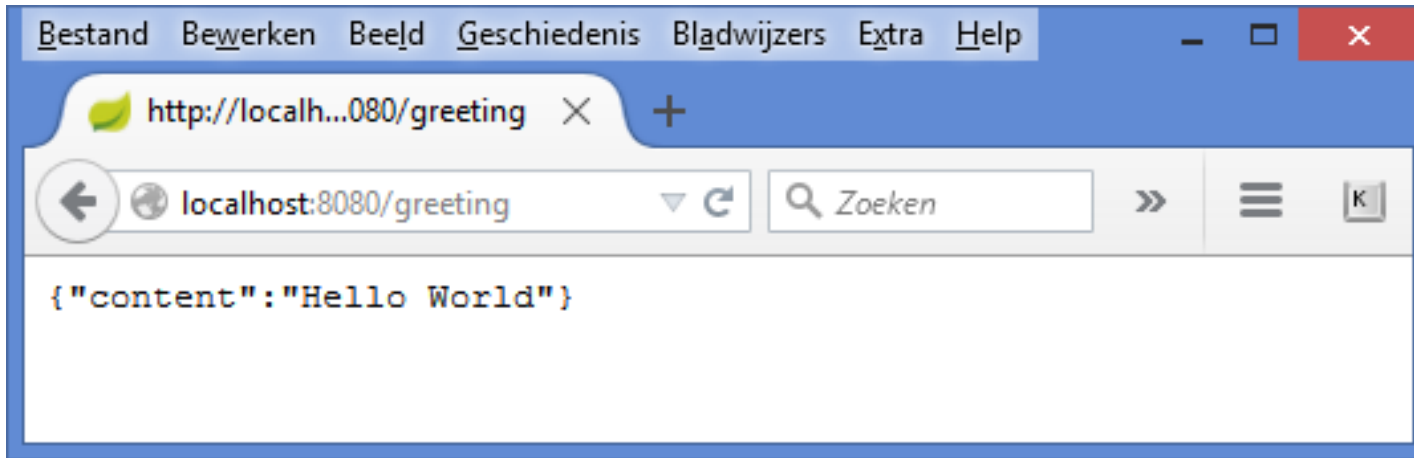 Bestand Bewerken Beeld Geschiedenis Bladwijzers Extra Help
http://localh...080/greeting
localhost:8080/greeting Zoeken K
{"content":"Hello World"}